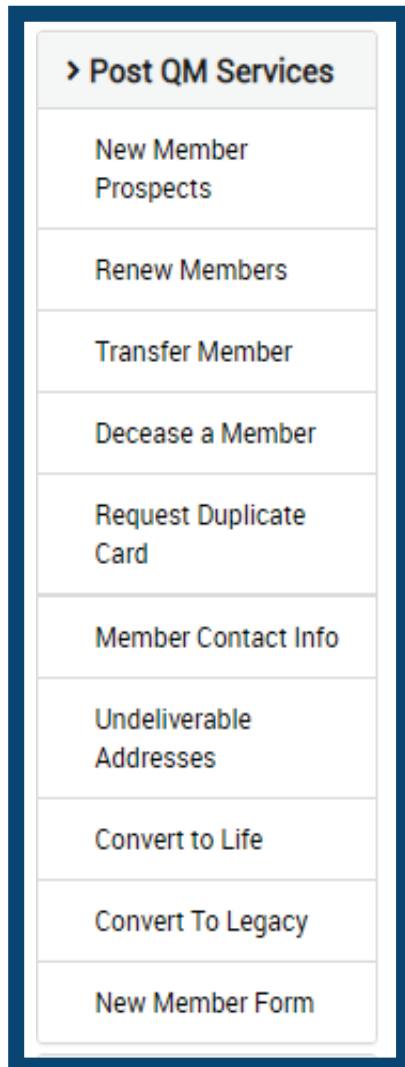 > Post QM Services
New Member
Prospects
Renew Members
Transfer Member
Decease a Member
Request Duplicate
Card
Member Contact Info
Undeliverable
Addresses
Convert to Life
Convert To Legacy
New Member Form